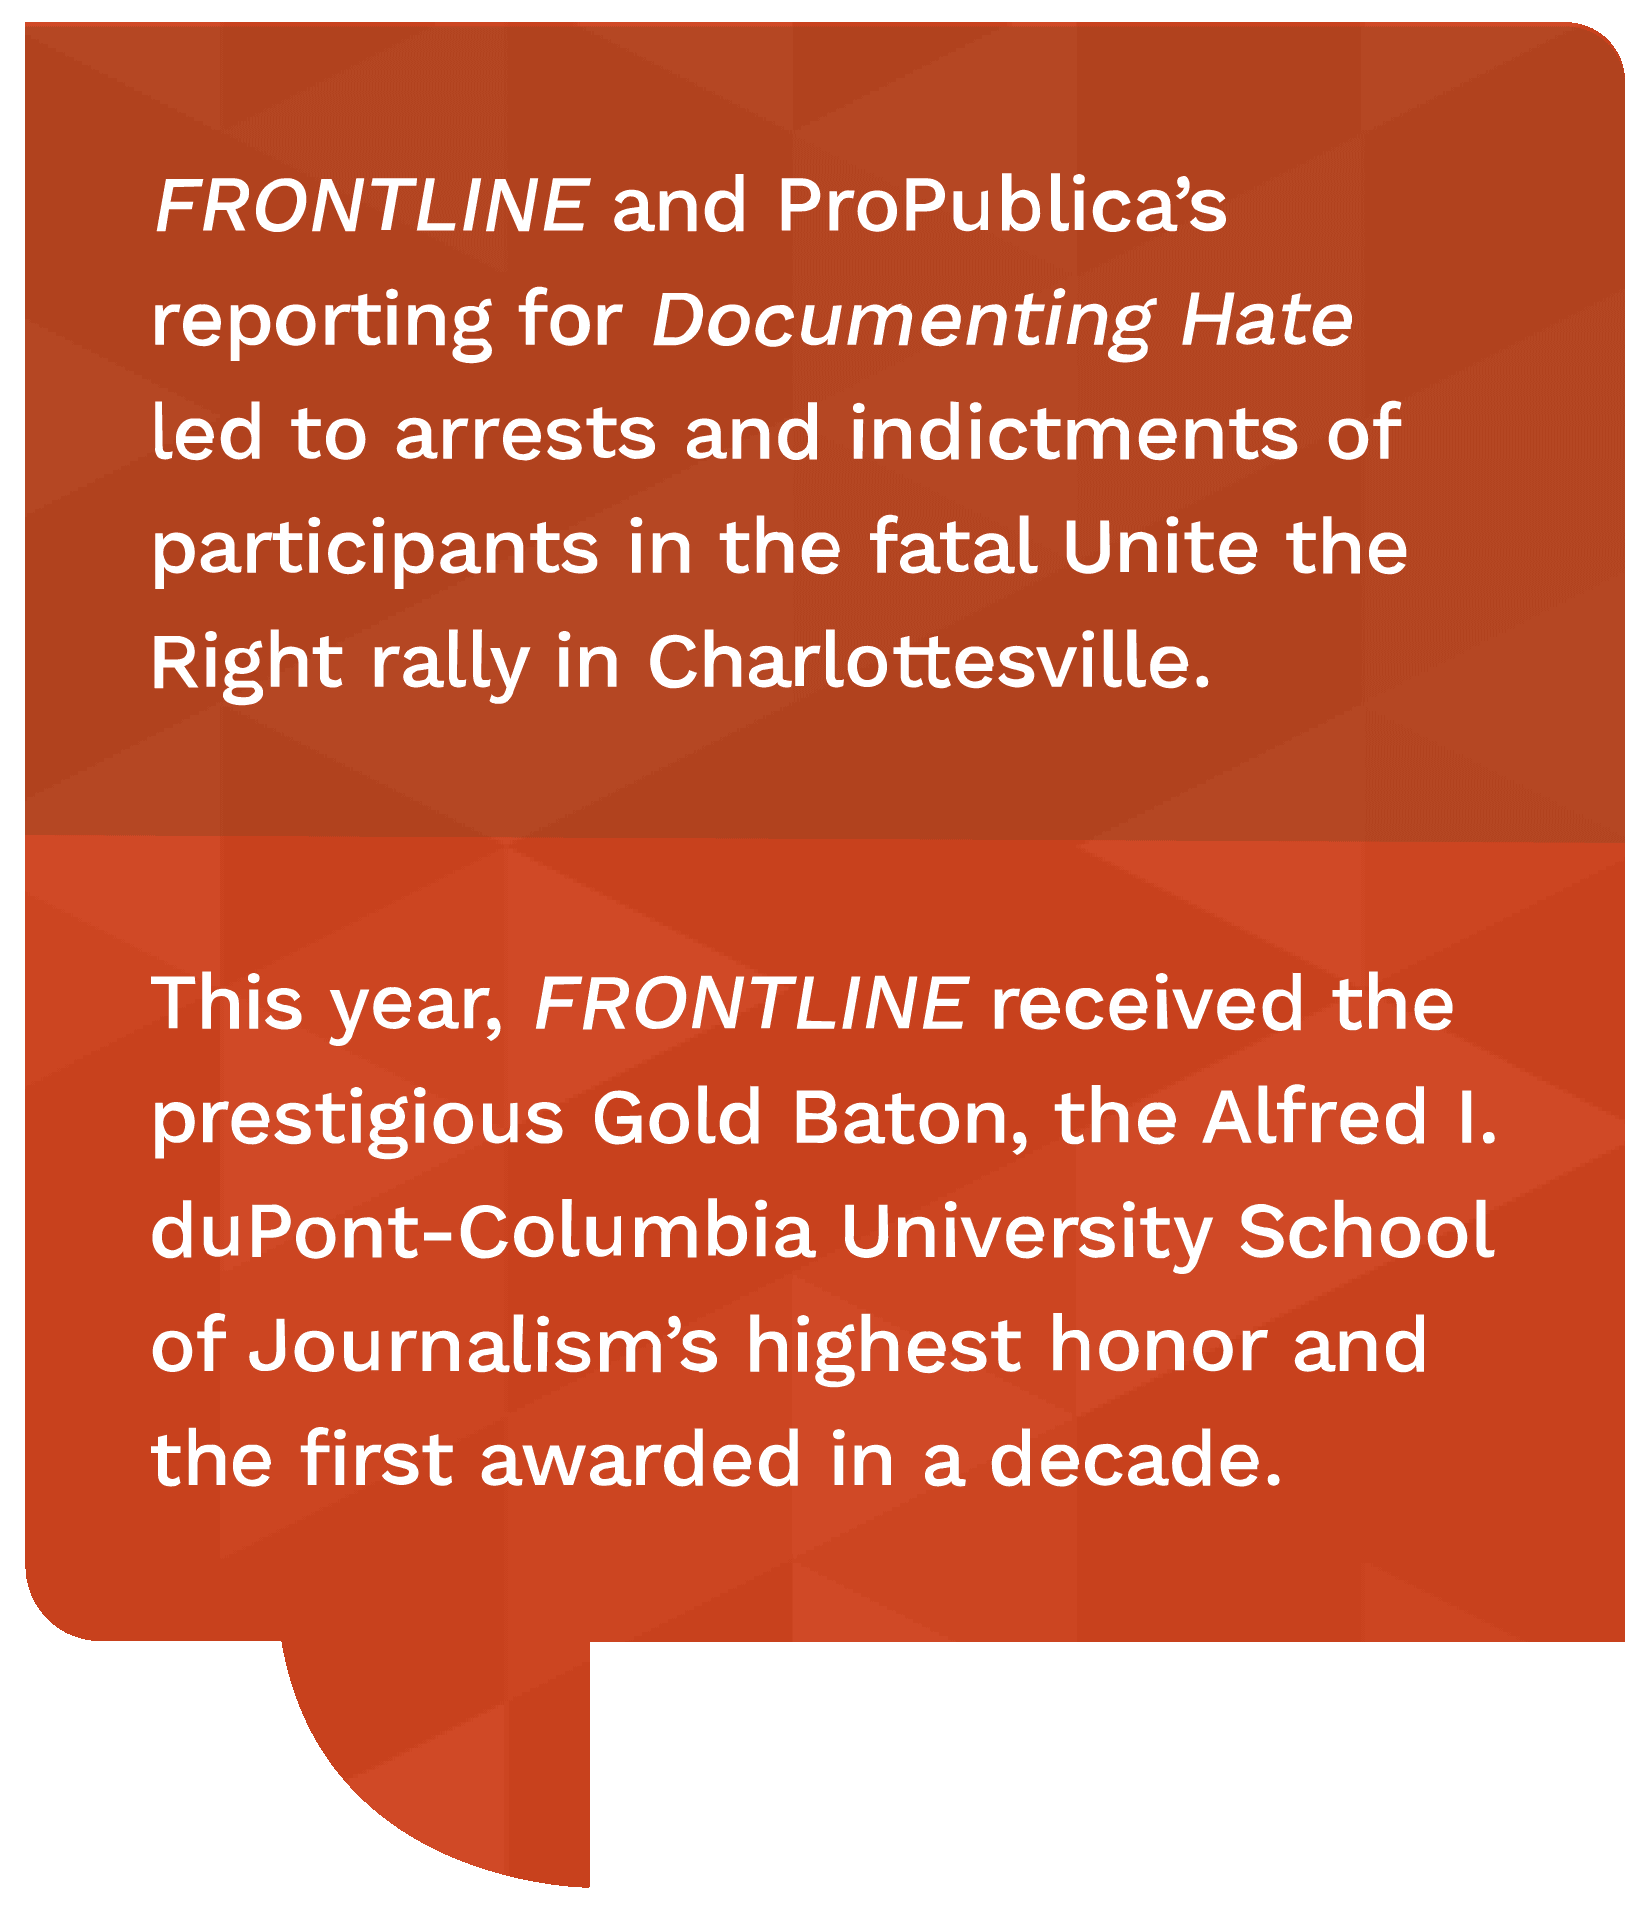 FRONTLINE and ProPublica’s
reporting for Documenting Hate
led to arrests and indictments of
participants in the fatal Unite the
Right rally in Charlottesville.
This year, FRONTLINE received the
prestigious Gold Baton, the Alfred I.
duPont-Columbia University School
of Journalism’s highest honor and
the first awarded in a decade.